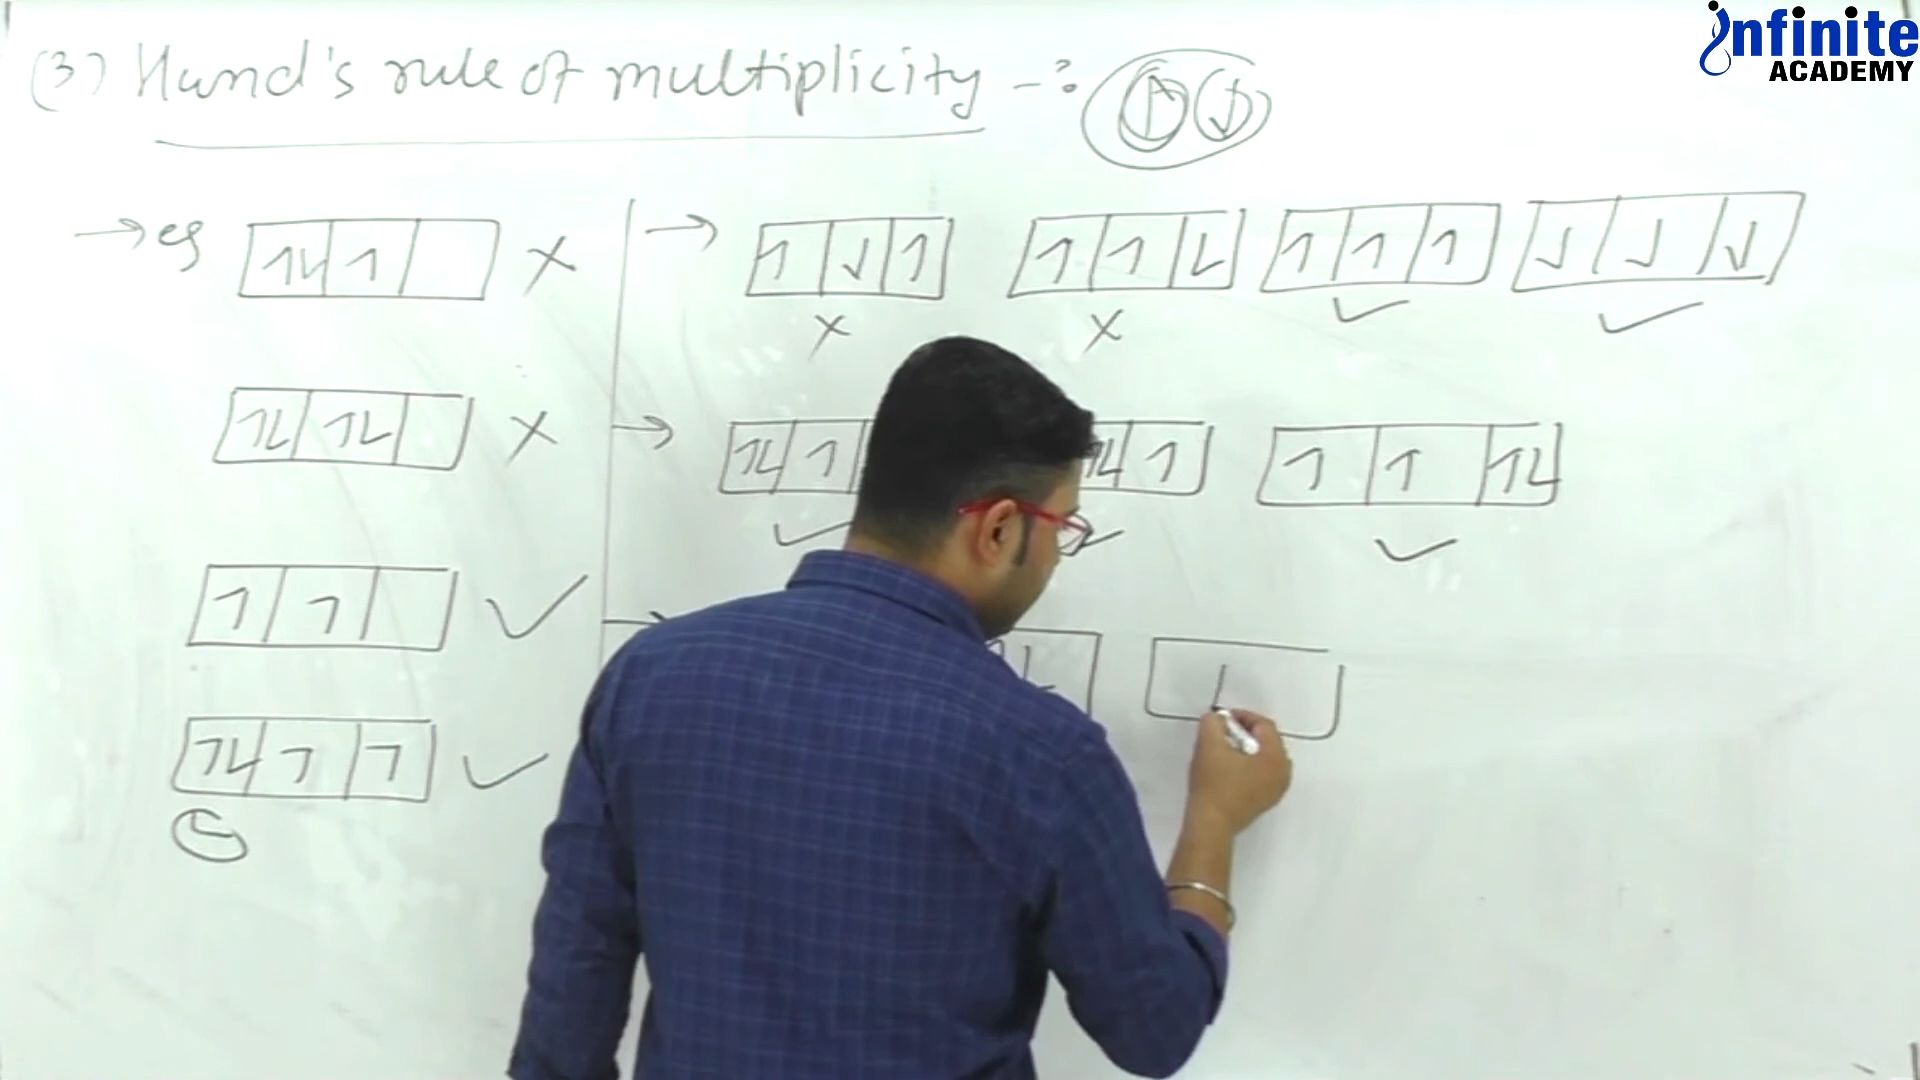 infinite
ACADEMY
(3) Hund's rule of multiplicity -:
→ eg